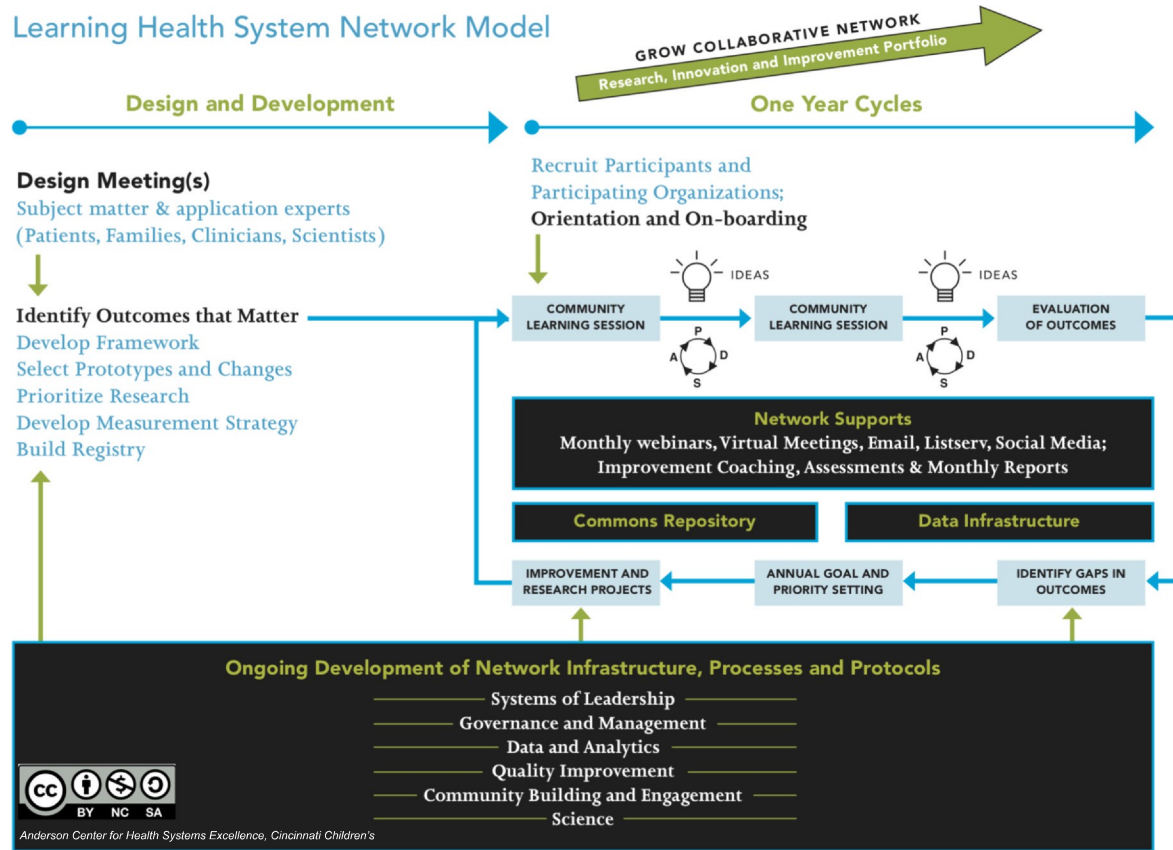 Learning Health System Network Model
GROW COLLABORATIVE NETWORK
Research, Innovation and Improvement Portfolio
Design and Development
One Year Cycles
Design Meeting(s)
Subject matter & application experts
(Patients, Families, Clinicians, Scientists)
Identify Outcomes that Matter
Develop Framework
Select Prototypes and Changes
Prioritize Research
Develop Measurement Strategy
Build Registry
Recruit Participants and
Participating Organizations;
Orientation and On-boarding
COMMUNITY
LEARNING SESSION
IDEAS
P
A D
S
COMMUNITY
LEARNING SESSION
IDEAS
P
A D
S
EVALUATION
OF OUTCOMES
Network Supports
Monthly webinars, Virtual Meetings, Email, Listserv, Social Media;
Improvement Coaching, Assessments & Monthly Reports
Commons Repository
Data Infrastructure
IMPROVEMENT AND
RESEARCH PROJECTS
ANNUAL GOAL AND
PRIORITY SETTING
IDENTIFY GAPS IN
OUTCOMES
Ongoing Development of Network Infrastructure, Processes and Protocols
Systems of Leadership
Governance and Management
Data and Analytics
Quality Improvement
Community Building and Engagement
Science
cc
BY NC SA
Anderson Center for Health Systems Excellence, Cincinnati Children's